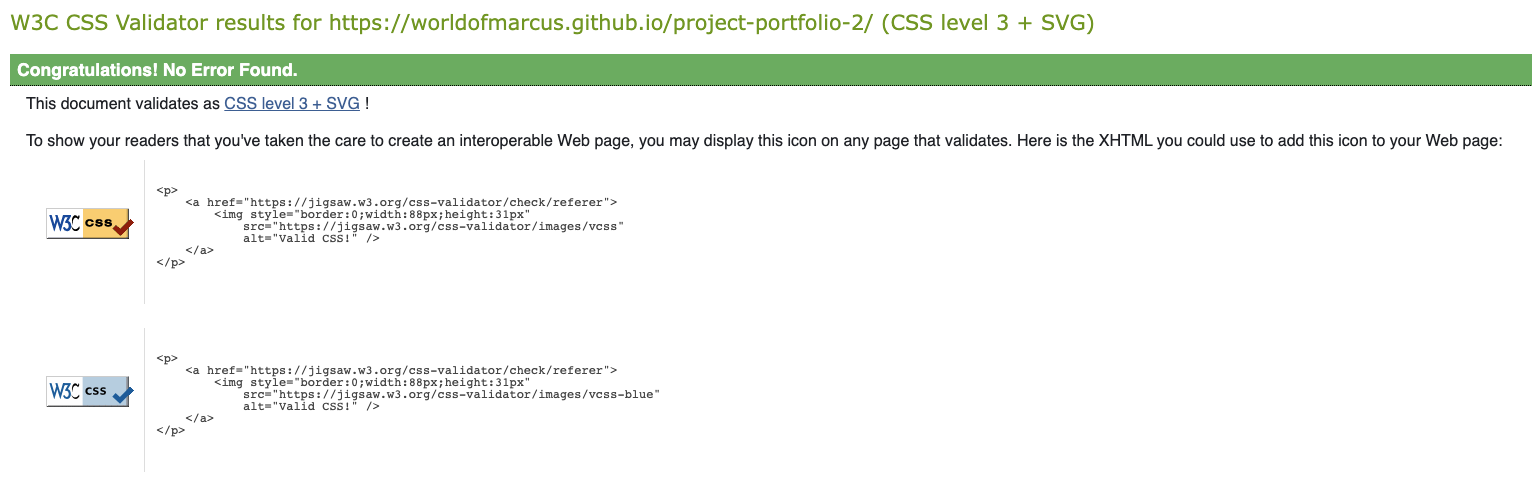 W3C CSS Validator results for https://worldofmarcus.github.io/project-portfolio-2/ (CSS level 3 + SVG)
Congratulations! No Error Found.
This document validates as CSS level 3 + SVG !
To show your readers that you've taken the care to create an interoperable Web page, you may display this icon on any page that validates. Here is the XHTML you could use to add this icon to your Web page:
W3C css
<p>
    <a href="https://jigsaw.w3.org/css-validator/check/referer">
        <img style="border:0;width:88px;height:31px"
            src="https://jigsaw.w3.org/css-validator/images/vcss"
            alt="Valid CSS!" />
    </a>
</p>
W3C css
<p>
    <a href="https://jigsaw.w3.org/css-validator/check/referer">
        <img style="border:0;width:88px;height:31px"
            src="https://jigsaw.w3.org/css-validator/images/vcss-blue"
            alt="Valid CSS!" />
    </a>
</p>